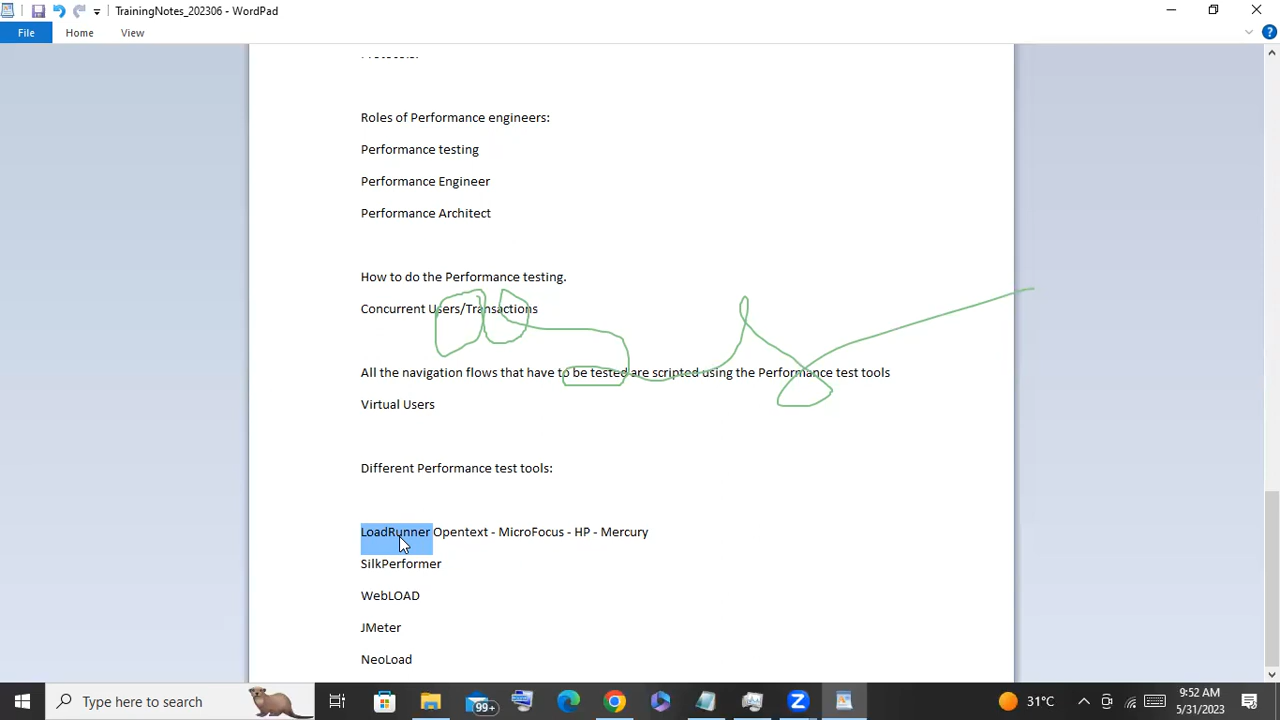 TrainingNotes_202306 - WordPad
File Home View
Protocols:
Roles of Performance engineers:
Performance testing
Performance Engineer
Performance Architect
How to do the Performance testing.
Concurrent Users/Transactions
All the navigation flows that have to be tested are scripted using the Performance test tools
Virtual Users
Different Performance test tools:
LoadRunner Opentext - MicroFocus - HP - Mercury
SilkPerformer
WebLOAD
JMeter
NeoLoad
Type here to search
99+
31°C
9:52 AM
5/31/2023